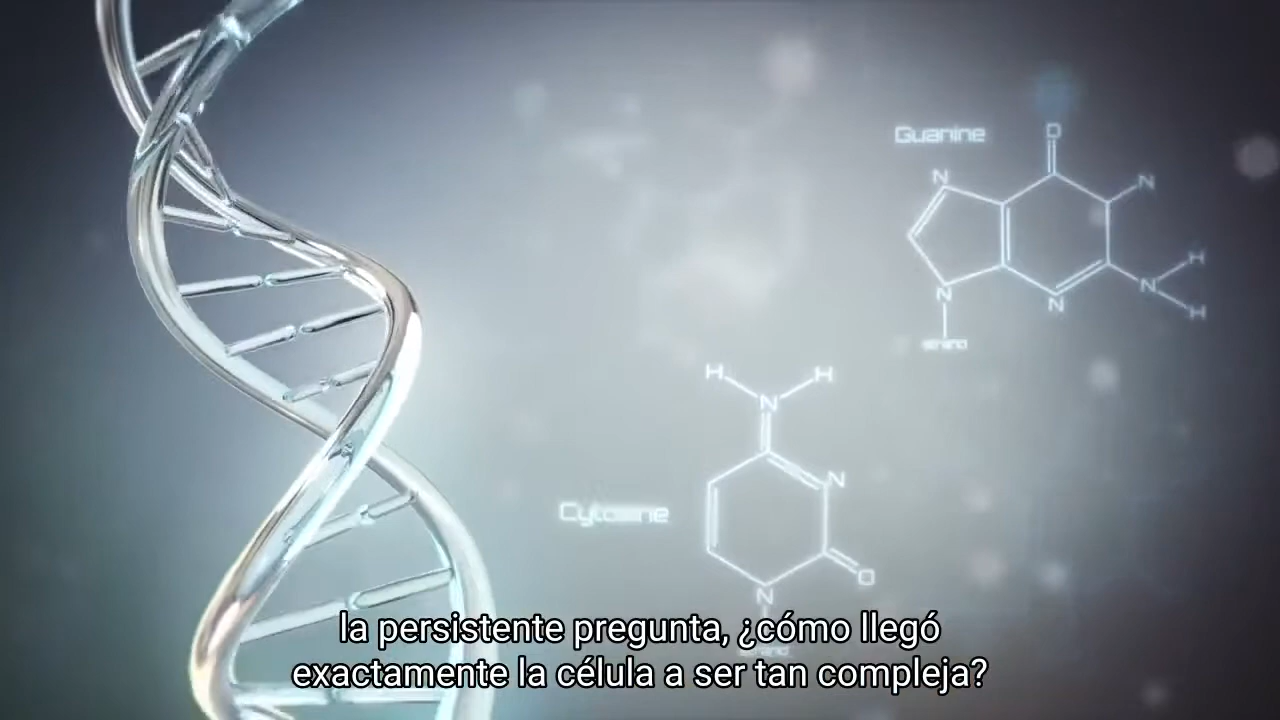 Guanine
O
N
N
N
H
N
N
H
H
H
N
N
Cytosine
O
N
la persistente pregunta, ¿cómo llegó
exactamente la célula a ser tan compleja?